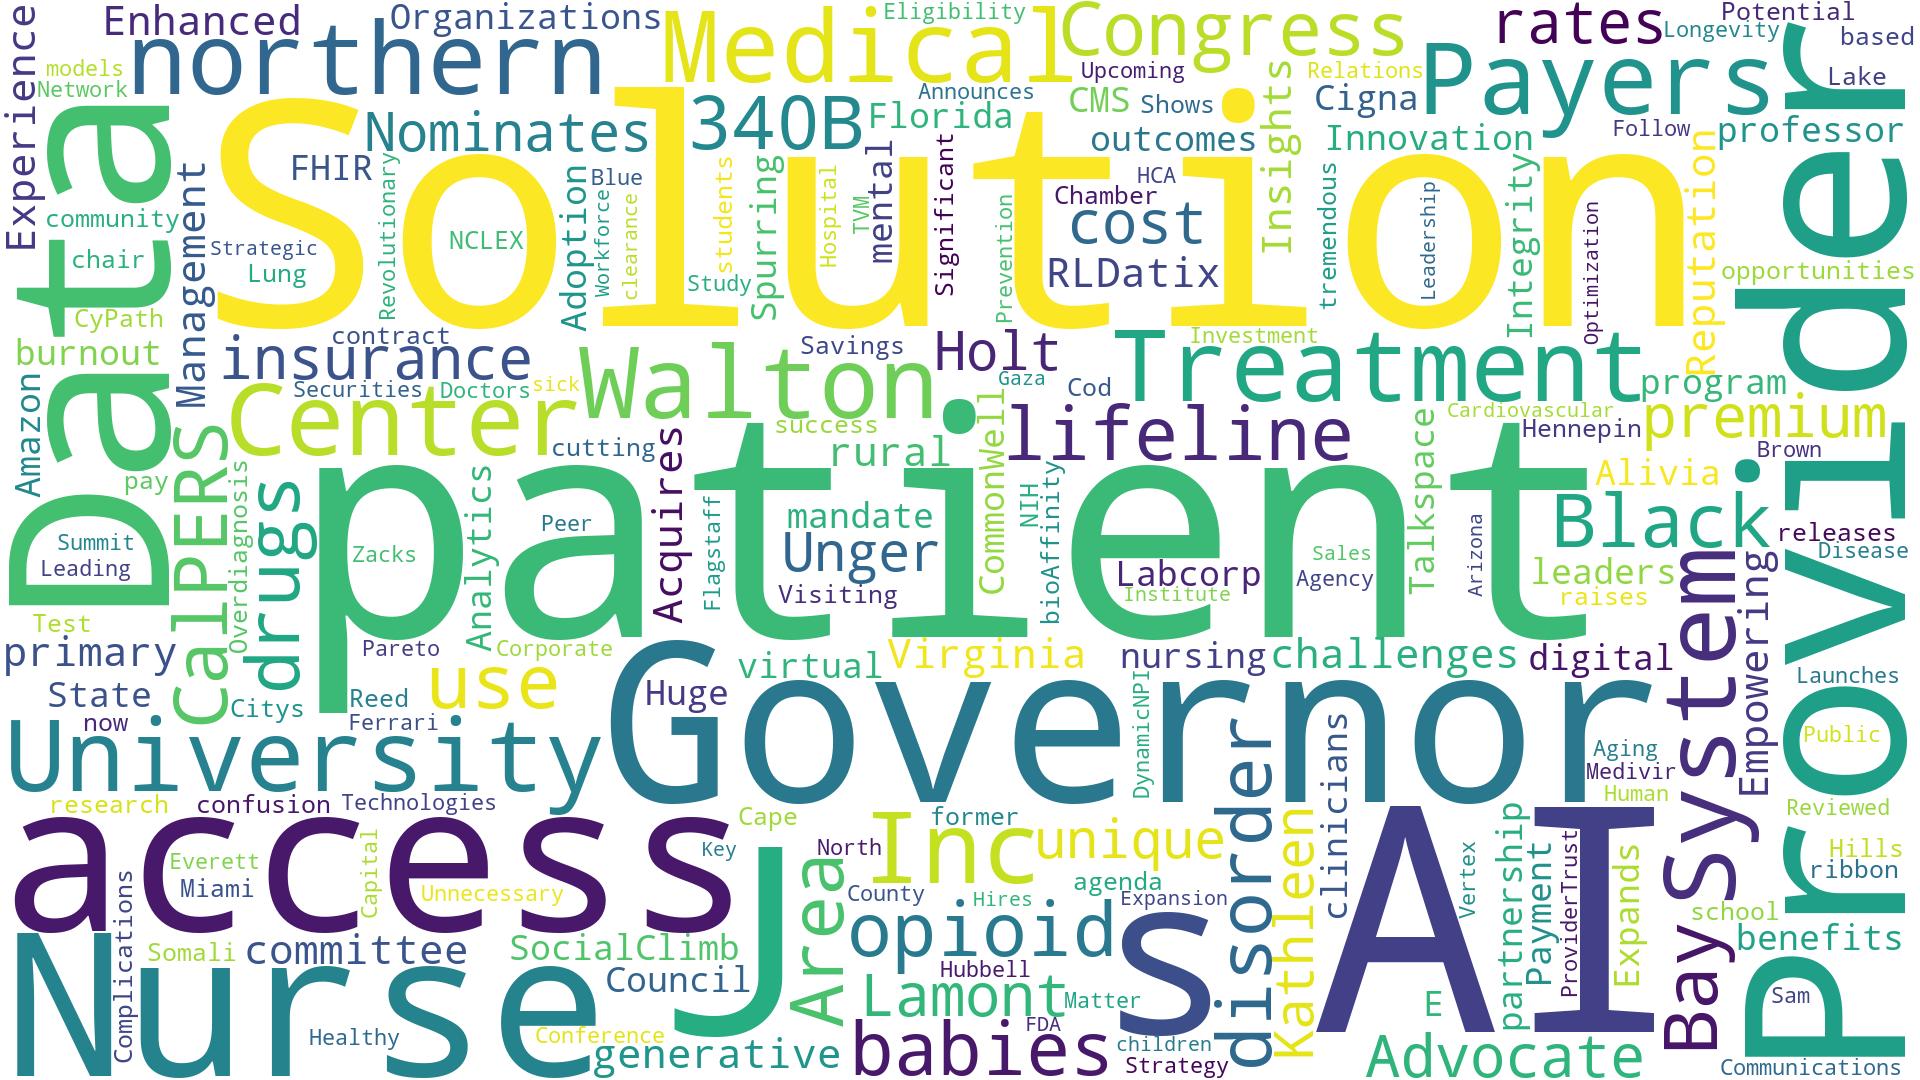 Experience
Enhanced
Organizations
Eligibility
Medical
Congress
rates
Potential
Longevity
based
models
Network
northern
Upcoming
Relations
Payers
Lake
Data
Nominates
340B
Announces
Florida
CMS
Shows
Cigna
Insights
Innovation
Follow
professor
outcomes
Solution
FHIR
Revolutionary
Adoption
Blue
Workforce
clearance
students
Spurring
Hospital
TVM
mental
Significant
Prevention
HCA
Chamber
cost
RLDatix
tremendous
Leadership
Integrity
Optimization
Reputation
opportunities
Provider
community
chair
Management
Strategic
Lung
NCLEX
Study
CyPath
burnout
contract
insurance
Securities
Doctors
sick
Savings
Holt
Gaza
Cod
Investment
Treatment
program
Amazon
Center
Walton
success
rural
CommonWell
lifeline
Cardiovascular
Hennepin
premium
Brown
cutting
pay
CalPERS
Overdiagnosis
drugs
patient
Analytics
Peer
Acquires
Flagstaff
mandate
Unger
Visiting
NIH
bioAffinity
Labcorp
Institute
Sales
Agency
Talkspace
Arizona
Alivia
Black
releases
Disease
leaders
raises
Summit
Leading
Zacks
Test
primary
State
now
Citys
Pareto
Corporate
Reed
Ferrari
use
Huge
virtual
Virginia
nursing
challenges
digital
BaySystem
Empowering
Launches
Public
University
Governor
DynamicNPI
Aging
Medivir
Human
Reviewed
research
confusion
Technologies
access
Everett
Miami
Capital
Unnecessary
Key
Cape
J
North
Area
former
Inc
unique
agenda
County
Hires
Expansion
disorder
Kathleen
clinicians
AI
Vertex
partnership
Payment
ProviderTrust
Expands
Hills
ribbon
school
benefits
Complications
Somali
committee
SocialClimb
Council
opioid
s
Hubbell
Lamont
Matter
E
Sam
Nurse
Healthy
Conference
generative
babies
FDA
children
Strategy
Advocate
Communications